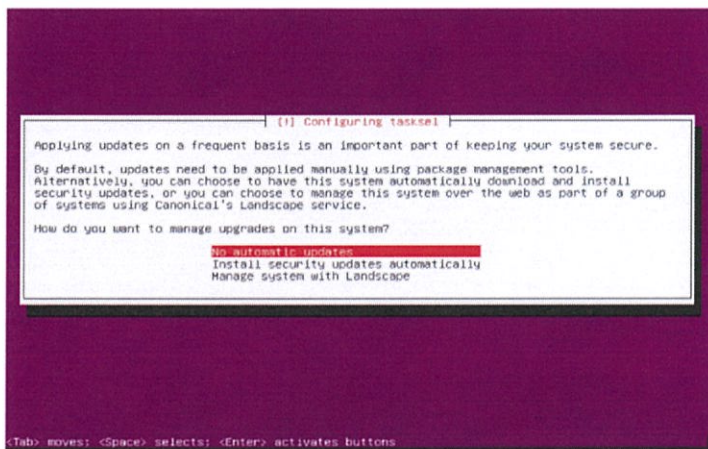 [!] Configuring tasksel
Applying updates on a frequent basis is an important part of keeping your system secure.
By default, updates need to be applied manually using package management tools.
Alternatively, you can choose to have this system automatically download and install
security updates, or you can choose to manage this system over the web as part of a group
of systems using Canonical's Landscape service.
How do you want to manage upgrades on this system?
No automatic updates
Install security updates automatically
Manage system with Landscape
<Tab> moves; <Space> selects; <Enter> activates buttons